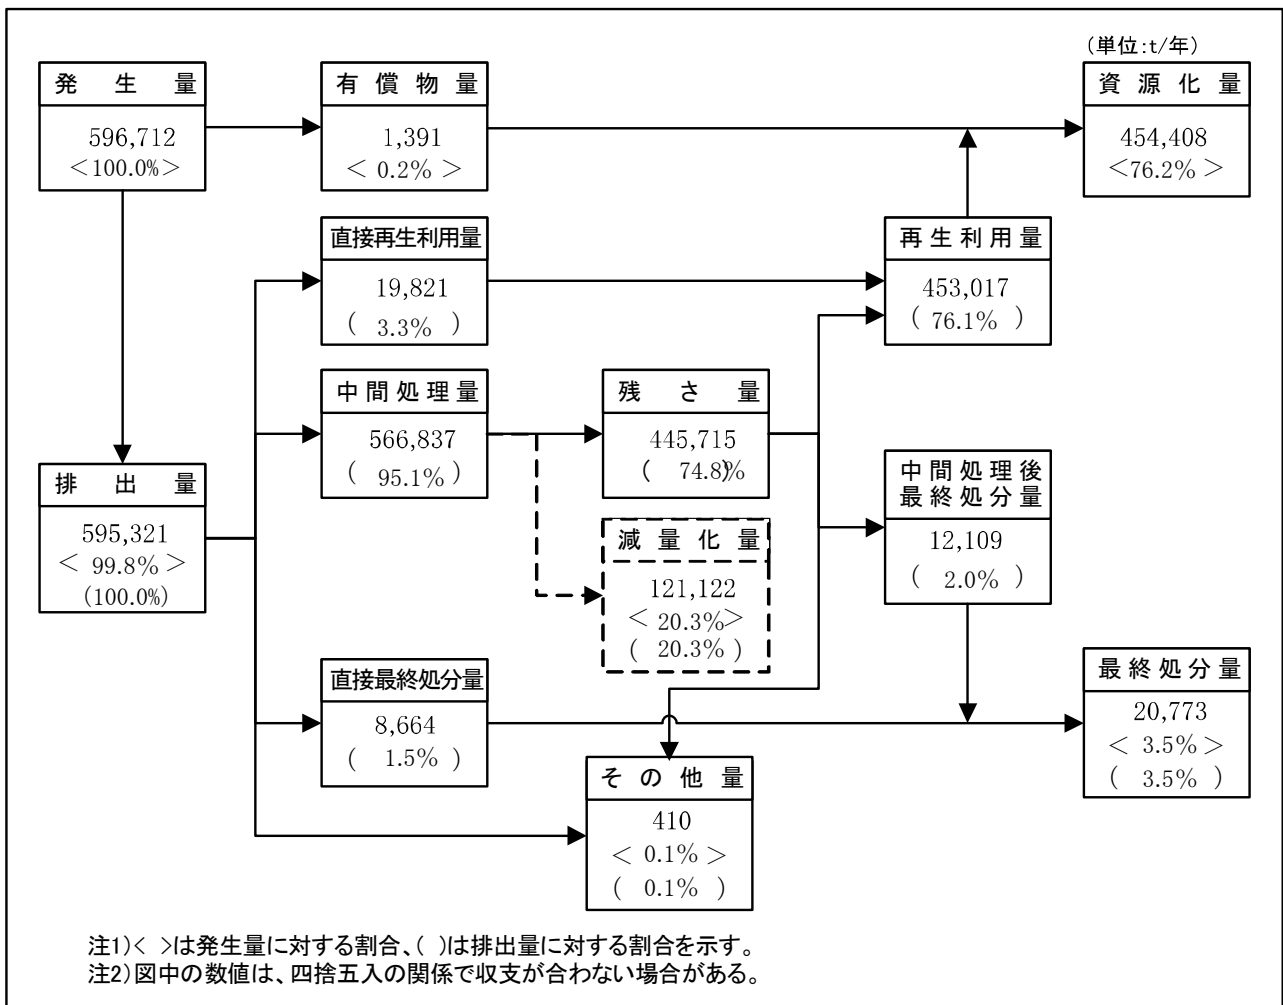 (単位:t/年)
発生量
596,712
<100.0%>
有償物量
1,391
< 0.2% >
資源化量
454,408
<76.2% >
直接再生利用量
19,821
( 3.3% )
再生利用量
453,017
( 76.1% )
中間処理量
566,837
( 95.1% )
残さ量
445,715
( 74.8%)
排出量
595,321
< 99.8% >
(100.0%)
減量化量
121,122
< 20.3%>
( 20.3% )
中間処理後
最終処分量
12,109
( 2.0% )
直接最終処分量
8,664
( 1.5% )
最終処分量
20,773
< 3.5% >
( 3.5% )
その他量
410
< 0.1% >
( 0.1% )
注1)< >は発生量に対する割合、( )は排出量に対する割合を示す。
注2)図中の数値は、四捨五入の関係で収支が合わない場合がある。